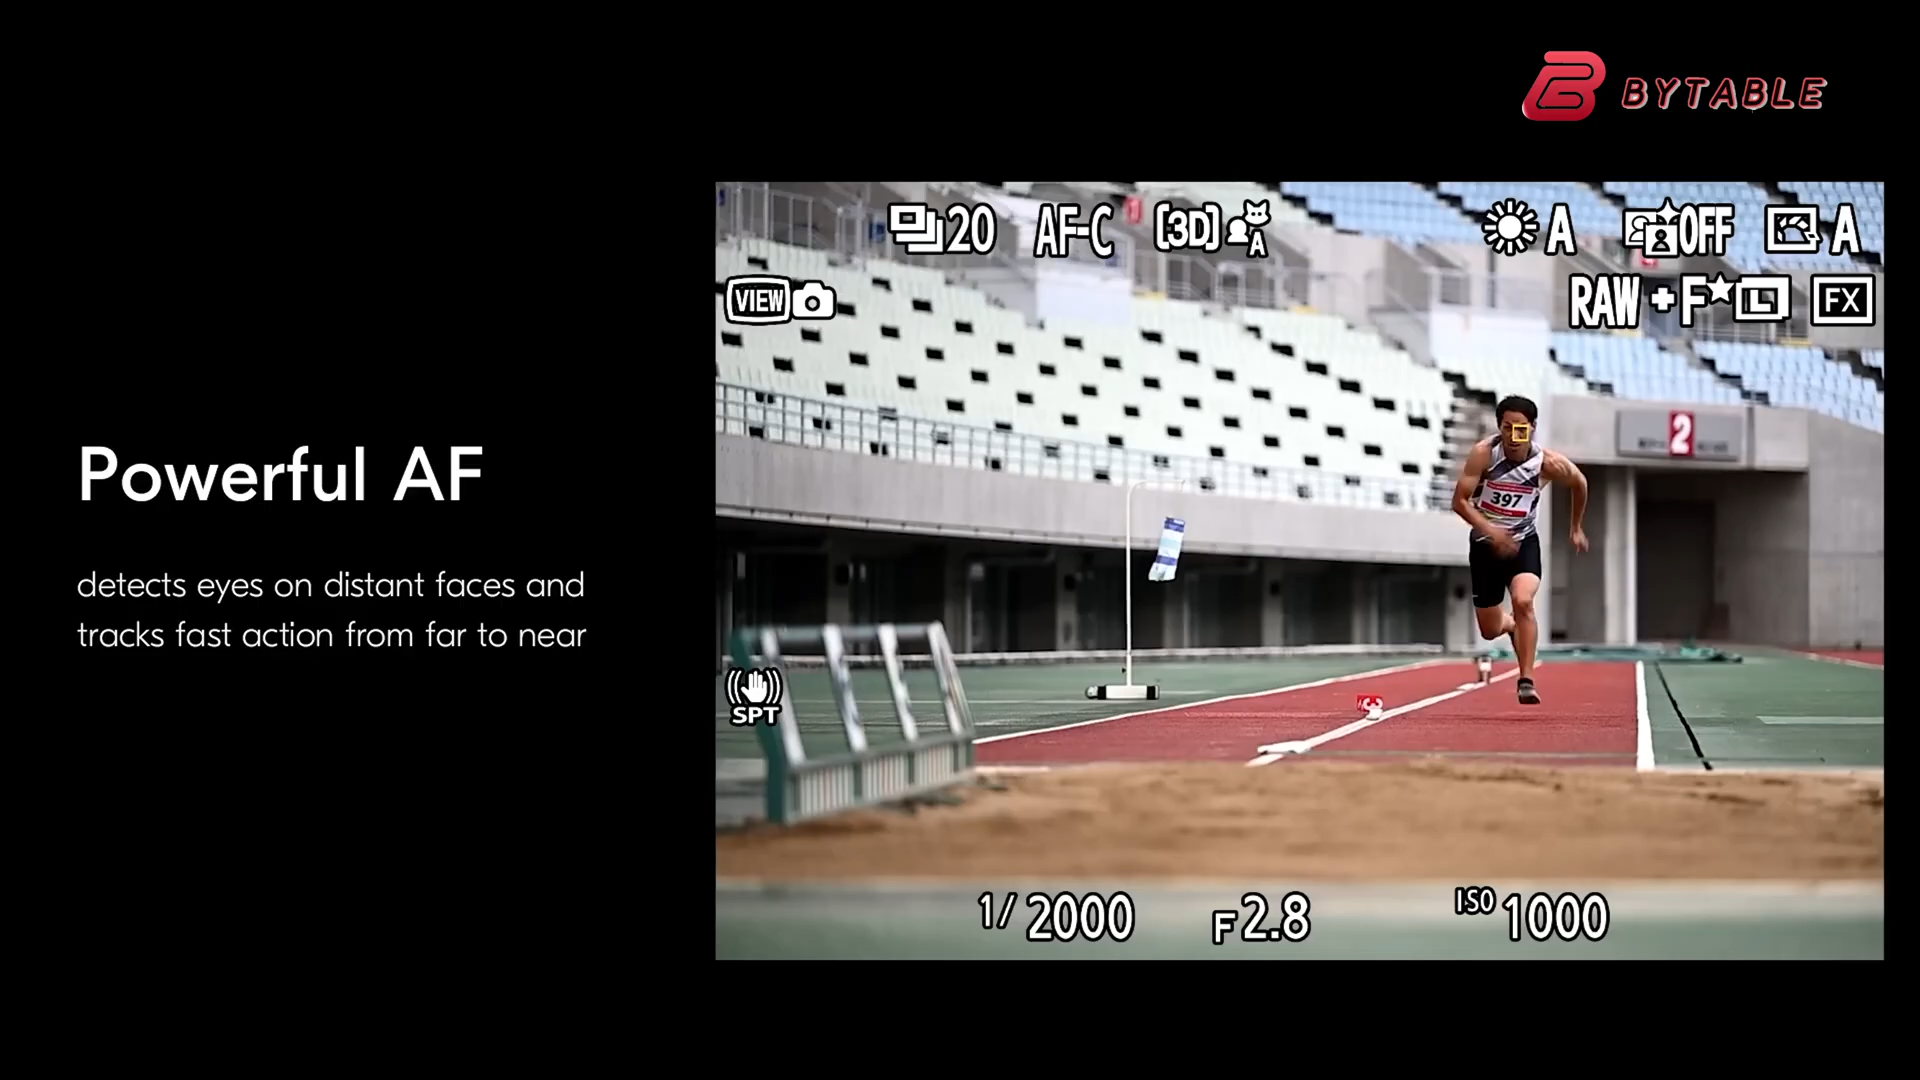 BYTABLE
Powerful AF
detects eyes on distant faces and
tracks fast action from far to near
20 AF-C [3D] A
A OFF A
VIEW
RAW + F★ L FX
397
2
3
SPT
1/2000 F2.8 ISO 1000